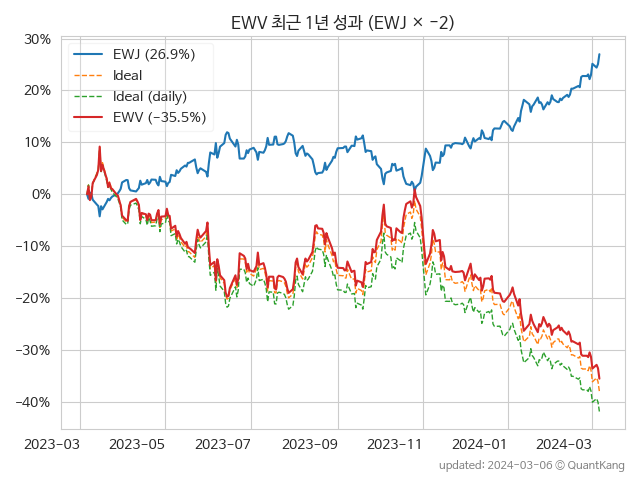 EWV 최근 1년 성과 (EWJ × −2)
30%
20%
10%
0%
−10%
−20%
−30%
−40%
EWJ (26.9%)
Ideal
Ideal (daily)
EWV (−35.5%)
2023−03 2023−05 2023−07 2023−09 2023−11 2024−01 2024−03
updated: 2024-03-06 © QuantKang